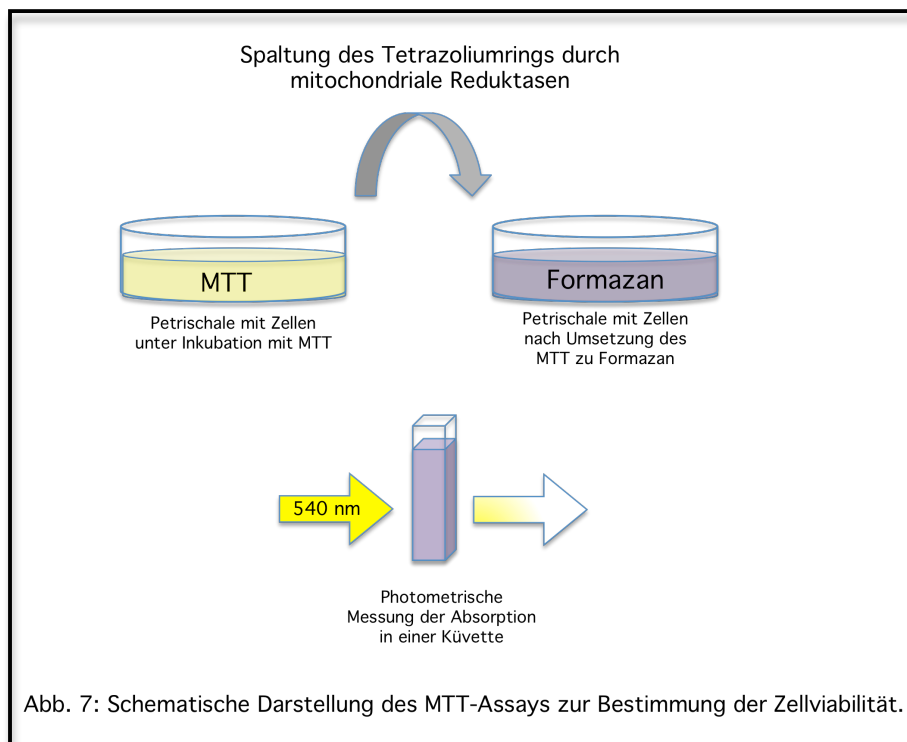 Spaltung des Tetrazoliumrings durch
mitochondriale Reduktasen
MTT
Formazan
Petrischale mit Zellen
unter Inkubation mit MTT
Petrischale mit Zellen
nach Umsetzung des
MTT zu Formazan
540 nm
Photometrische
Messung der Absorption
in einer Küvette
Abb. 7: Schematische Darstellung des MTT-Assays zur Bestimmung der Zellviabilität.